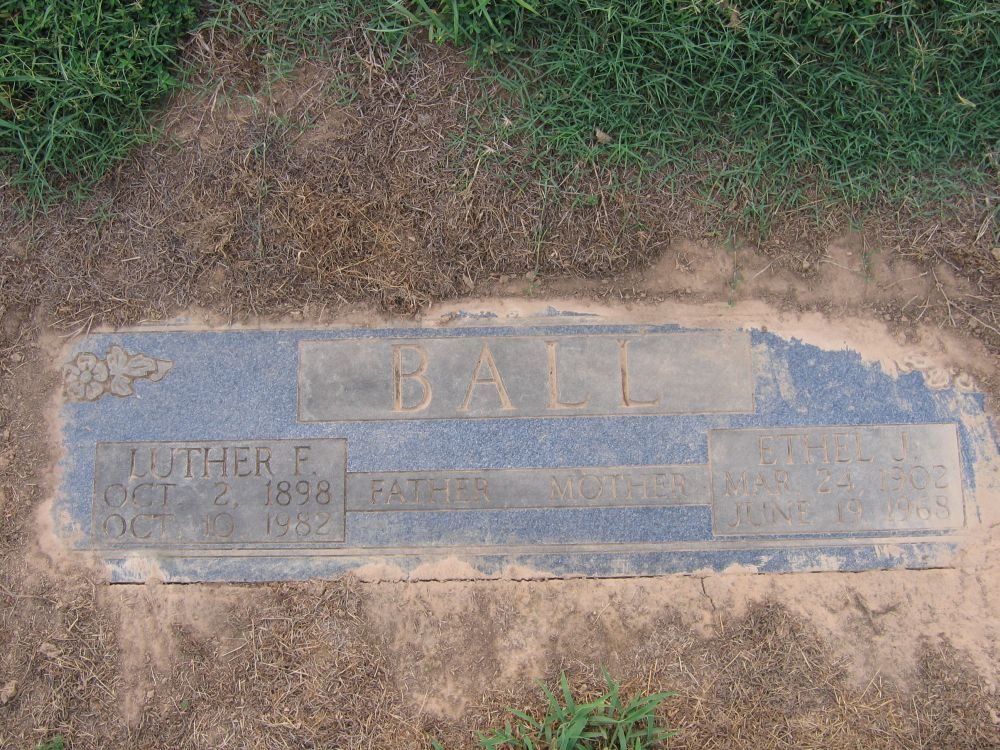 BALL
LUTHER F.
OCT. 2, 1898
OCT. 10, 1982
FATHER MOTHER
ETHEL J.
MAR. 24, 1902
JUNE 19, 1968